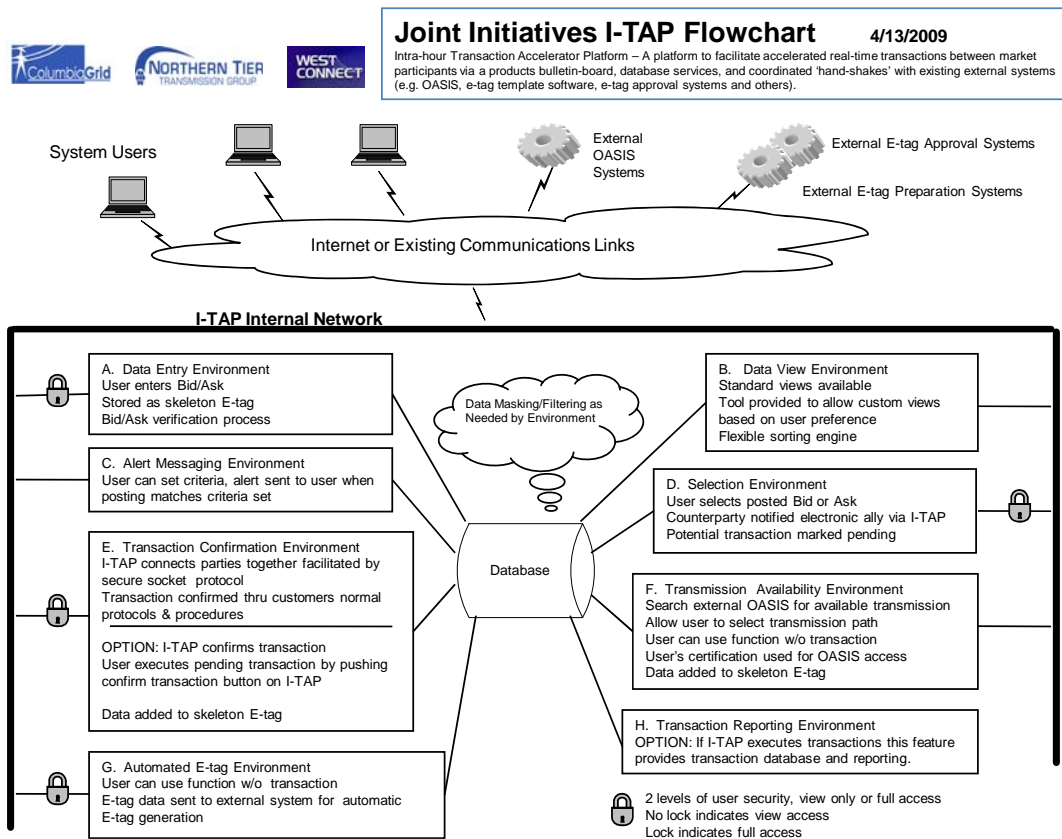 ColumbiaGrid
NORTHERN TIER
TRANSMISSION GROUP
WEST
CONNECT
Joint Initiatives I-TAP Flowchart 4/13/2009
Intra-hour Transaction Accelerator Platform – A platform to facilitate accelerated real-time transactions between market
participants via a products bulletin-board, database services, and coordinated ‘hand-shakes’ with existing external systems
(e.g. OASIS, e-tag template software, e-tag approval systems and others).
System Users
External
OASIS
Systems
External E-tag Approval Systems
External E-tag Preparation Systems
Internet or Existing Communications Links
I-TAP Internal Network
A. Data Entry Environment
User enters Bid/Ask
Stored as skeleton E-tag
Bid/Ask verification process
Data Masking/Filtering as
Needed by Environment
B. Data View Environment
Standard views available
Tool provided to allow custom views
based on user preference
Flexible sorting engine
C. Alert Messaging Environment
User can set criteria, alert sent to user when
posting matches criteria set
D. Selection Environment
User selects posted Bid or Ask
Counterparty notified electronic ally via I-TAP
Potential transaction marked pending
E. Transaction Confirmation Environment
I-TAP connects parties together facilitated by
secure socket protocol
Transaction confirmed thru customers normal
protocols & procedures
OPTION: I-TAP confirms transaction
User executes pending transaction by pushing
confirm transaction button on I-TAP
Data added to skeleton E-tag
Database
F. Transmission Availability Environment
Search external OASIS for available transmission
Allow user to select transmission path
User can use function w/o transaction
User's certification used for OASIS access
Data added to skeleton E-tag
H. Transaction Reporting Environment
OPTION: If I-TAP executes transactions this feature
provides transaction database and reporting.
G. Automated E-tag Environment
User can use function w/o transaction
E-tag data sent to external system for automatic
E-tag generation
2 levels of user security, view only or full access
No lock indicates view access
Lock indicates full access